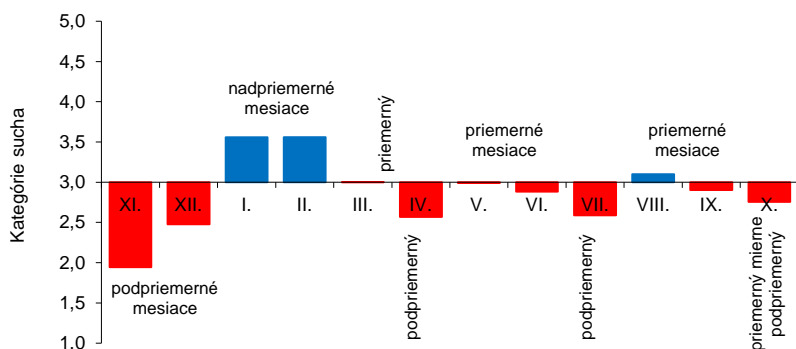 Kategórie sucha
5,0
4,5
4,0
3,5
3,0
2,5
2,0
1,5
1,0
nadpriemerné
mesiace
priemerný
priemerné
mesiace
priemerné
mesiace
XI.
XII.
I.
II.
III.
IV.
V.
VI.
VII.
VIII.
IX.
X.
podpriemerné
mesiace
podpriemerný
podpriemerný
priemerný mierne
podpriemerný